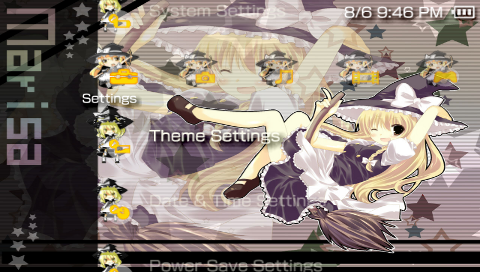 System Settings
8/6 9:46 PM
Marisa
Settings
Theme Settings
Date & Time Settings
Power Save Settings